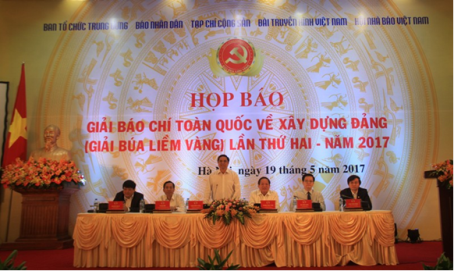 BAN TỔ CHỨC TRUNG ƯƠNG BÁO NHÂN DÂN TẠP CHÍ CỘNG SẢN ĐÀI TRUYỀN HÌNH VIỆT NAM HỘI NHÀ BÁO VIỆT NAM
HỌP BÁO
GIẢI BÁO CHÍ TOÀN QUỐC VỀ XÂY DỰNG ĐẢNG
(GIẢI BÚA LIỀM VÀNG) LẦN THỨ HAI - NĂM 2017
Hà Nội, ngày 19 tháng 5 năm 2017